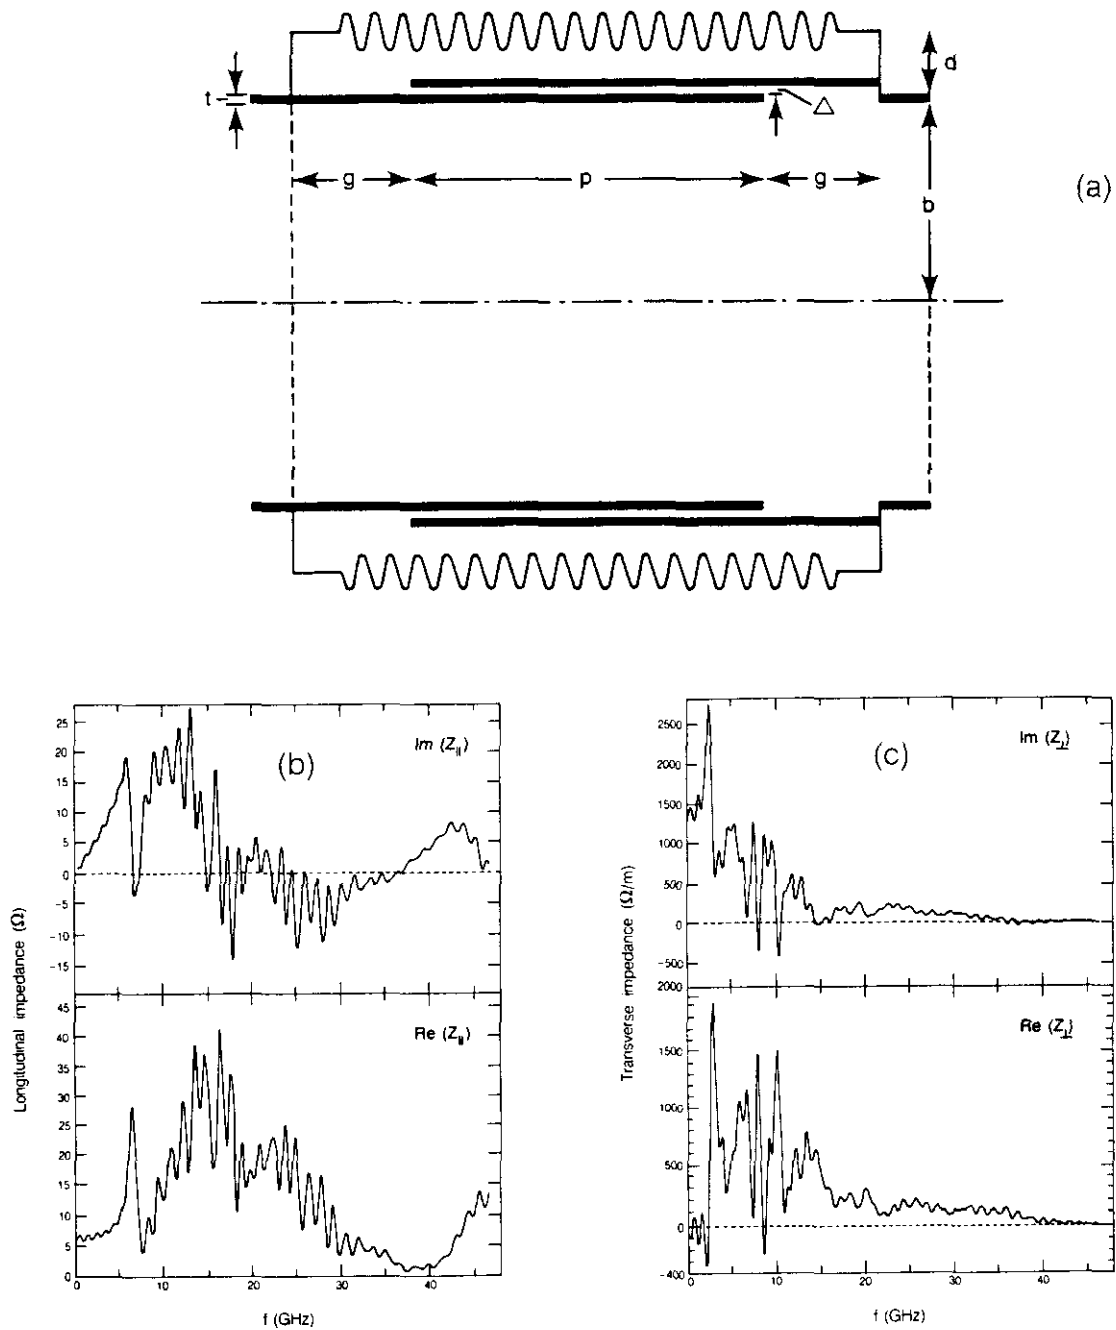 d
t
Δ
g
p
g
b
(a)
Longitudinal impedance (Ω)
25
20
15
10
5
0
-5
-10
-15
Im (Z∥)
(b)
45
40
35
30
25
20
15
10
5
0
Re (Z∥)
0
10
20
30
40
f (GHz)
Transverse impedance (Ω/m)
2500
2000
1500
1000
500
0
-500
Im (Z⊥)
(c)
2000
1500
1000
500
0
-400
Re (Z⊥)
0
10
20
30
40
f (GHz)